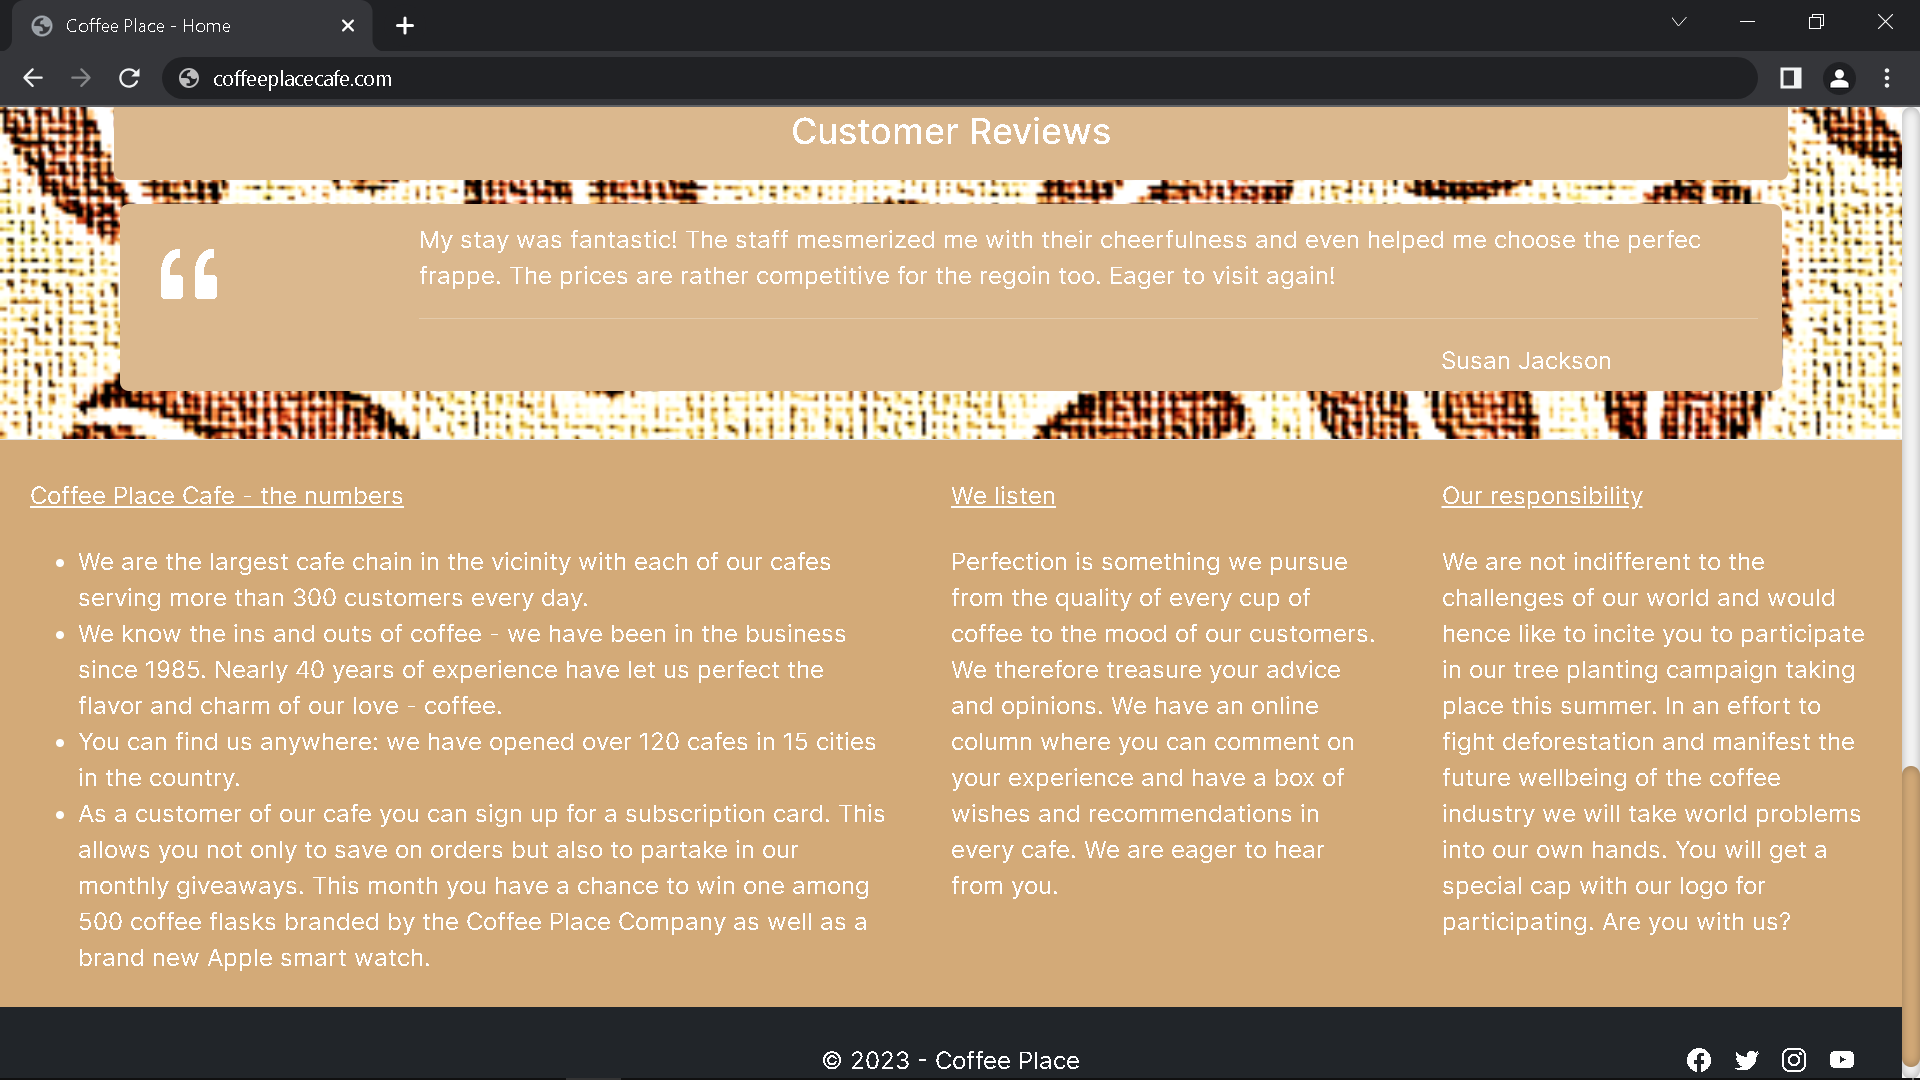 Coffee Place - Home
coffeeplacecafe.com
Customer Reviews
My stay was fantastic! The staff mesmerized me with their cheerfulness and even helped me choose the perfec
frappe. The prices are rather competitive for the regoin too. Eager to visit again!
Susan Jackson
Coffee Place Cafe - the numbers
We are the largest cafe chain in the vicinity with each of our cafes
serving more than 300 customers every day.
We know the ins and outs of coffee - we have been in the business
since 1985. Nearly 40 years of experience have let us perfect the
flavor and charm of our love - coffee.
You can find us anywhere: we have opened over 120 cafes in 15 cities
in the country.
As a customer of our cafe you can sign up for a subscription card. This
allows you not only to save on orders but also to partake in our
monthly giveaways. This month you have a chance to win one among
500 coffee flasks branded by the Coffee Place Company as well as a
brand new Apple smart watch.
We listen
Perfection is something we pursue
from the quality of every cup of
coffee to the mood of our customers.
We therefore treasure your advice
and opinions. We have an online
column where you can comment on
your experience and have a box of
wishes and recommendations in
every cafe. We are eager to hear
from you.
Our responsibility
We are not indifferent to the
challenges of our world and would
hence like to incite you to participate
in our tree planting campaign taking
place this summer. In an effort to
fight deforestation and manifest the
future wellbeing of the coffee
industry we will take world problems
into our own hands. You will get a
special cap with our logo for
participating. Are you with us?
© 2023 - Coffee Place